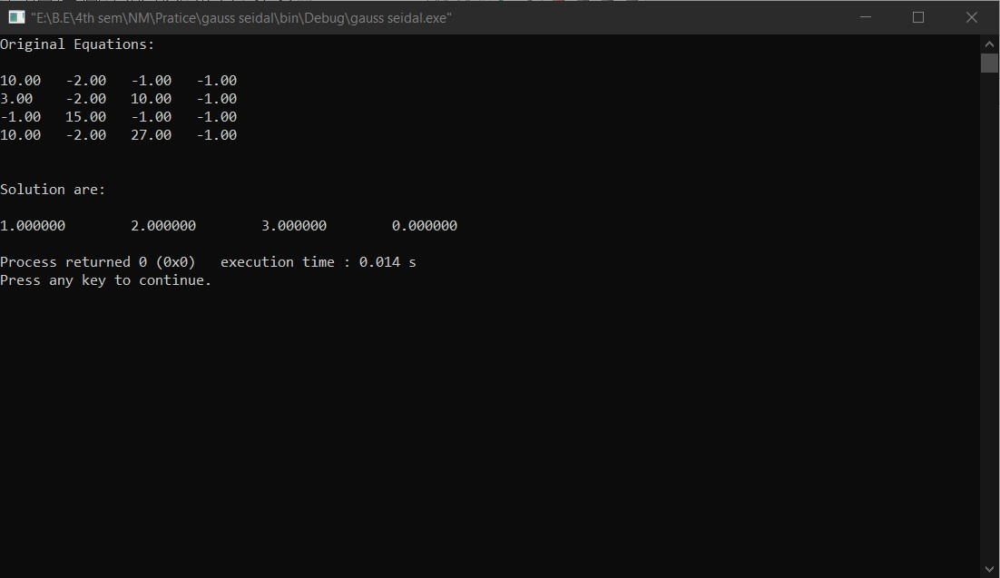 "E:\B.E\4th sem\NM\Pratice\gauss seidal\bin\Debug\gauss seidal.exe"
Original Equations:
10.00 -2.00 -1.00 -1.00
3.00 -2.00 10.00 -1.00
-1.00 15.00 -1.00 -1.00
10.00 -2.00 27.00 -1.00
Solution are:
1.000000 2.000000 3.000000 0.000000
Process returned 0 (0x0) execution time : 0.014 s
Press any key to continue.